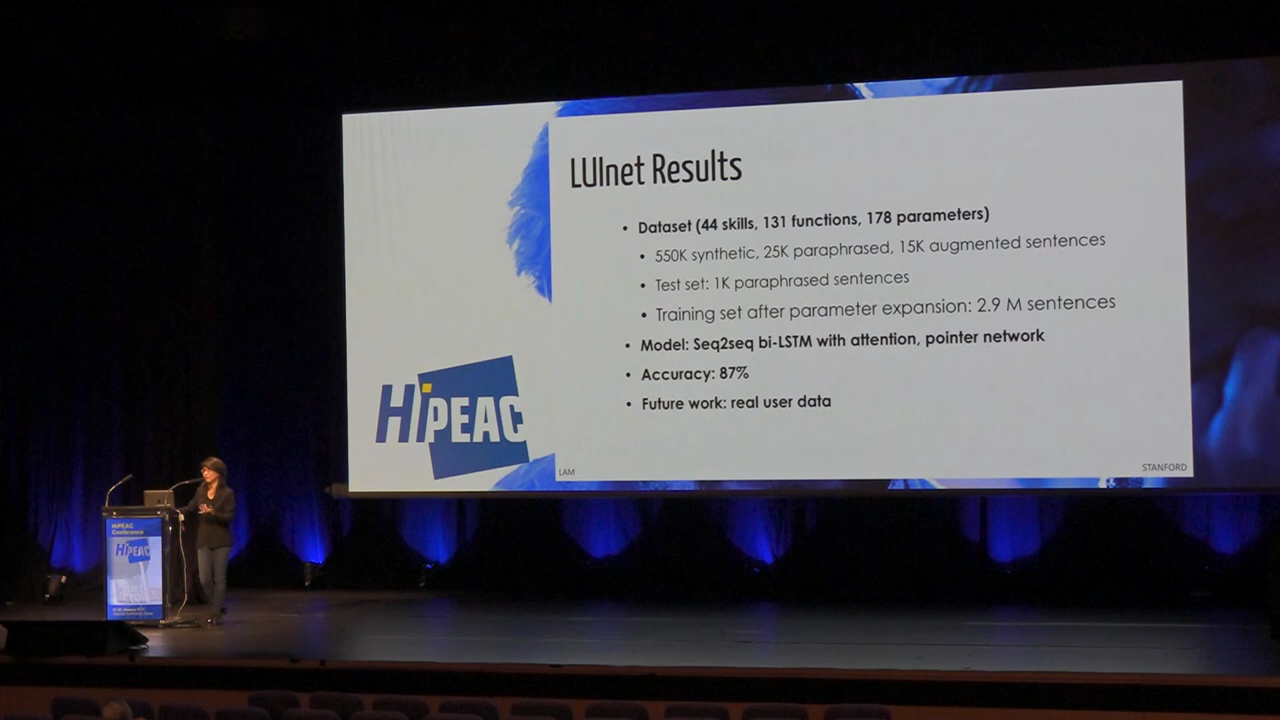 LUInet Results
• Dataset (44 skills, 131 functions, 178 parameters)
• 550K synthetic, 25K paraphrased, 15K augmented sentences
• Test set: 1K paraphrased sentences
• Training set after parameter expansion: 2.9 M sentences
• Model: Seq2seq bi-LSTM with attention, pointer network
• Accuracy: 87%
• Future work: real user data
LAM
STANFORD
HiPEAC
HiPEAC
Conference
HiPEAC